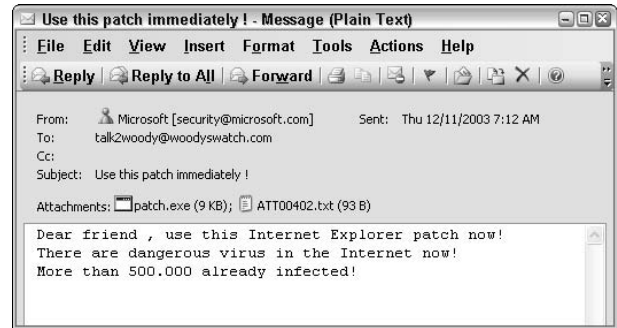 Use this patch immediately ! - Message (Plain Text)
File Edit View Insert Format Tools Actions Help
Reply Reply to All Forward
From: Microsoft [security@microsoft.com] Sent: Thu 12/11/2003 7:12 AM
To: talk2woody@woodyswatch.com
Cc:
Subject: Use this patch immediately !
Attachments: patch.exe (9 KB); ATT00402.txt (93 B)
Dear friend , use this Internet Explorer patch now!
There are dangerous virus in the Internet now!
More than 500.000 already infected!